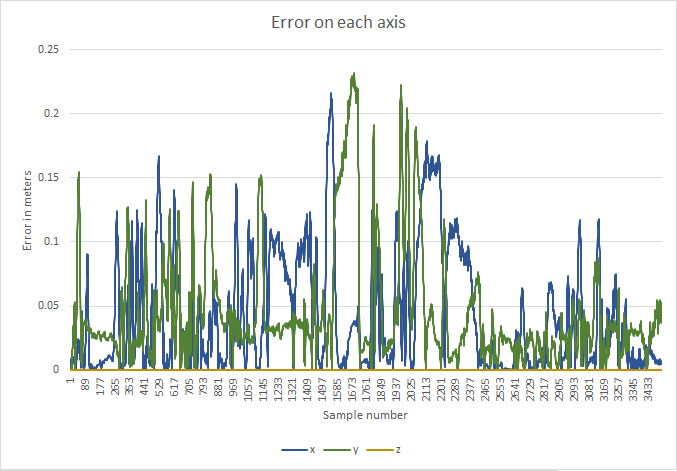 Error on each axis
0.25
0.2
0.15
0.1
0.05
0
Error in meters
1 89 177 265 353 441 529 617 705 793 881 969 1057 1145 1233 1321 1409 1497 1585 1673 1761 1849 1937 2025 2113 2201 2289 2377 2465 2553 2641 2729 2817 2905 2993 3081 3169 3257 3345 3433
Sample number
x y z